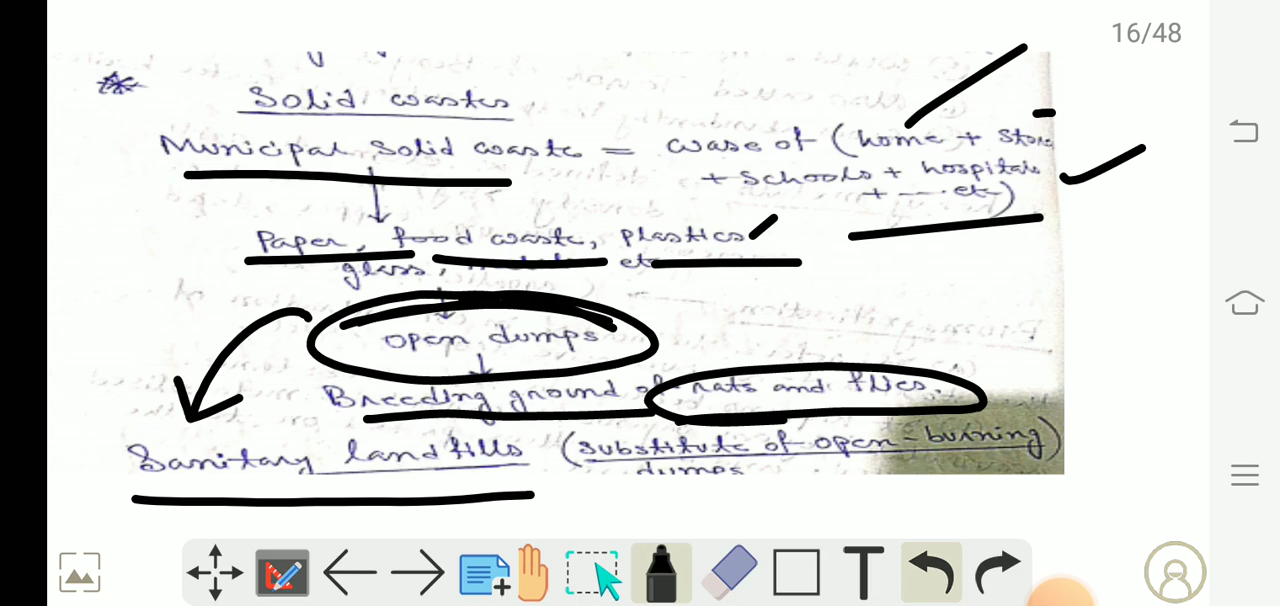 16/48
Solid wastes
Municipal solid waste = wase of (home + store
+ schools + hospitals
+ --- etc)
Paper, food waste, plastics
glass, etc
open dumps
Breeding ground of rats and flies.
Sanitary landfills (substitute of open-burning)
dumps
T